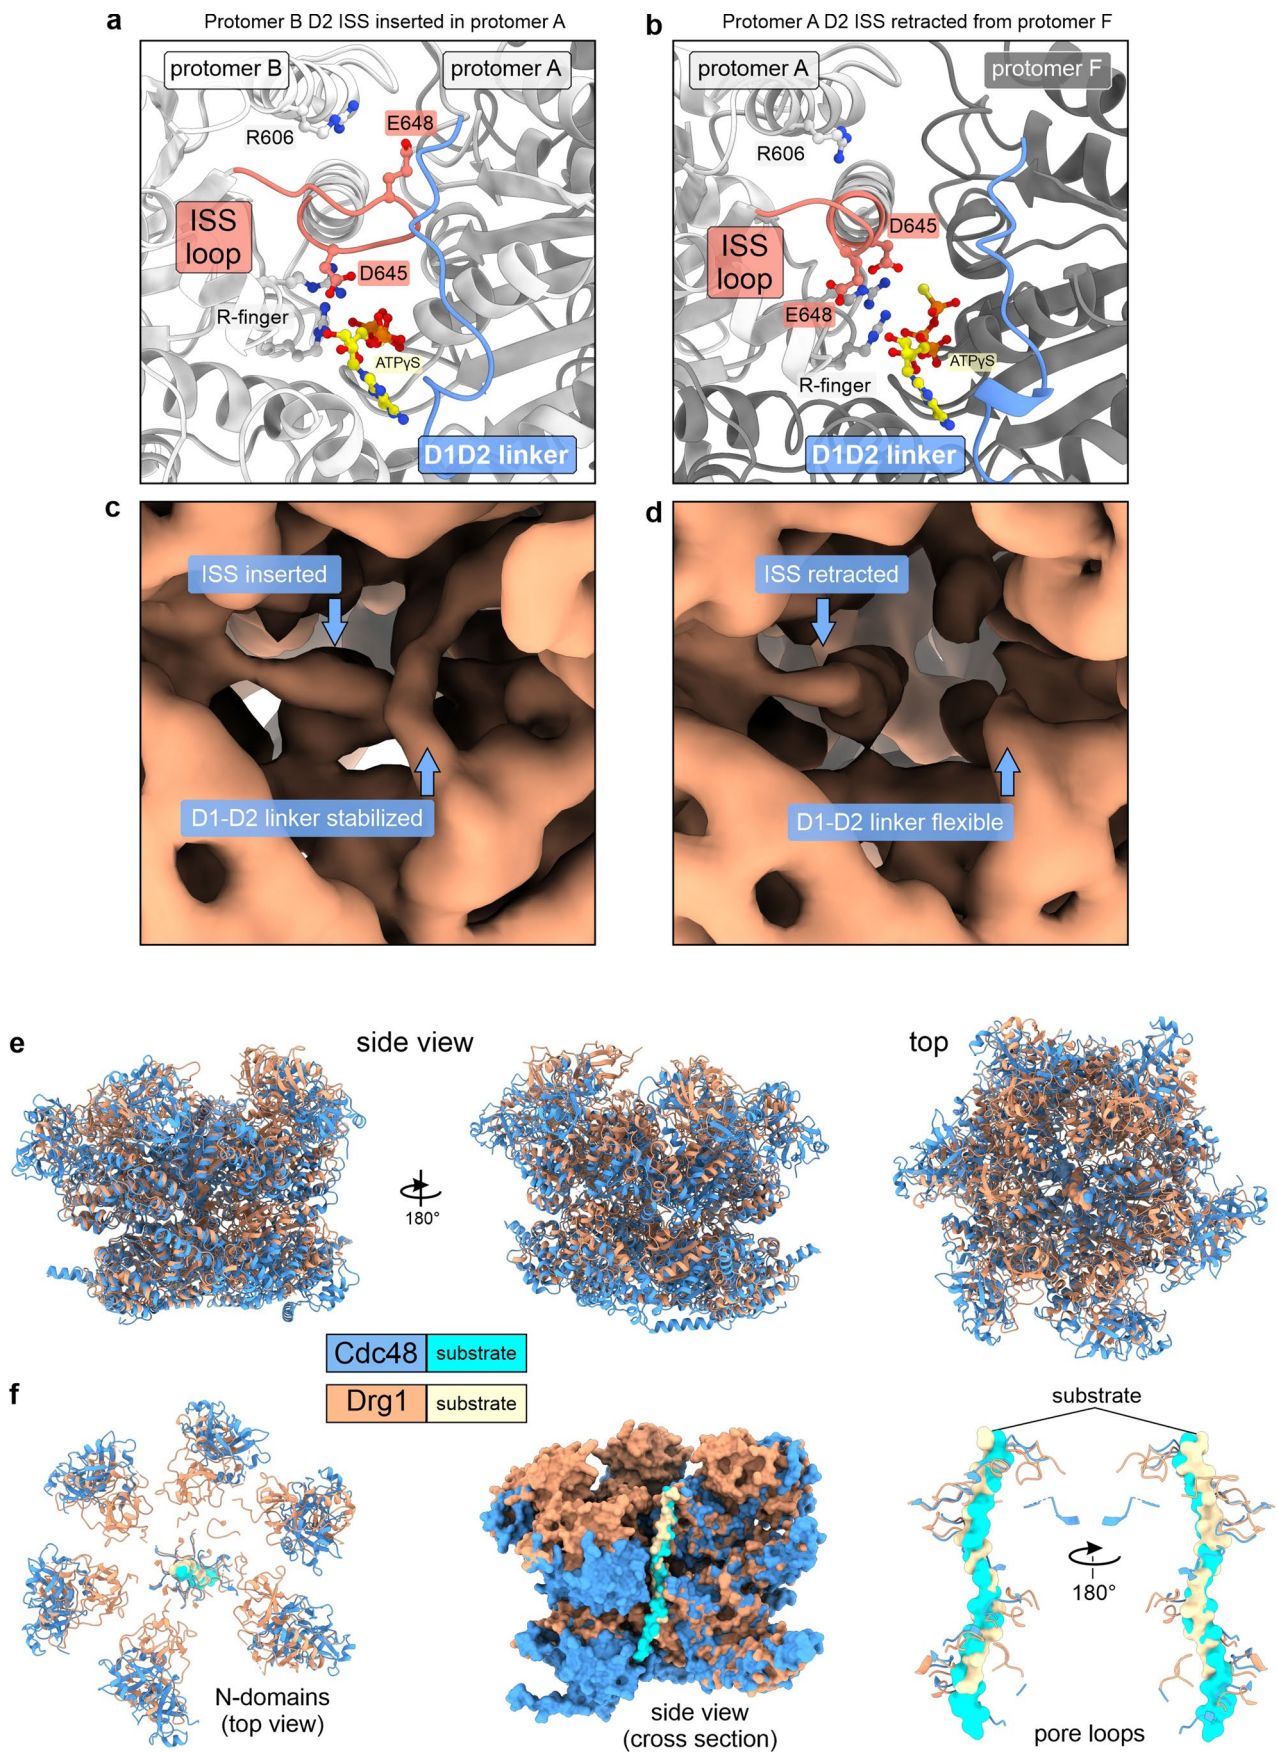 a
Protomer B D2 ISS inserted in protomer A
protomer B
protomer A
R606
E648
ISS
loop
D645
R-finger
ATPγS
D1D2 linker
b
Protomer A D2 ISS retracted from protomer F
protomer A
protomer F
R606
D645
ISS
loop
E648
R-finger
ATPγS
D1D2 linker
c
ISS inserted
D1-D2 linker stabilized
d
ISS retracted
D1-D2 linker flexible
e
side view
top
180°
Cdc48 substrate
Drg1 substrate
f
N-domains
(top view)
side view
(cross section)
substrate
180°
pore loops